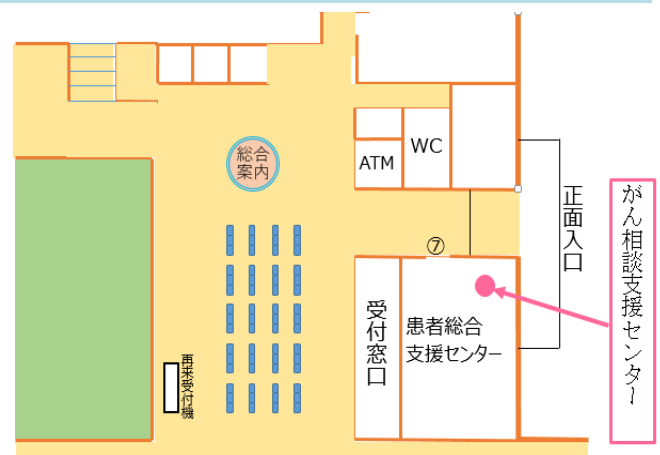 総合
案内
ATM
WC
正面入口
がん相談支援センター
⑦
受付窓口
患者総合
支援センター
再来受付機